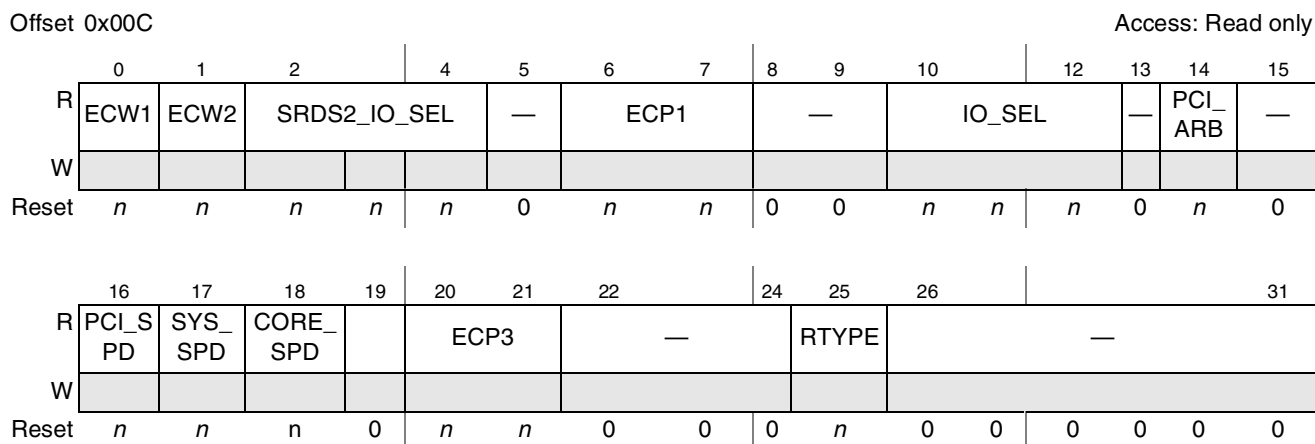 Offset 0x00C Access: Read only
0 1 2 4 5 6 7 8 9 10 12 13 14 15
R ECW1 ECW2 SRDS2_IO_SEL — ECP1 — IO_SEL — PCI_ —
ARB
W
Reset n n n n n 0 n n 0 0 n n n 0 n 0
16 17 18 19 20 21 22 24 25 26 31
R PCI_S SYS_ CORE_ ECP3 — RTYPE —
PD SPD SPD
W
Reset n n n 0 n n 0 0 0 n 0 0 0 0 0 0